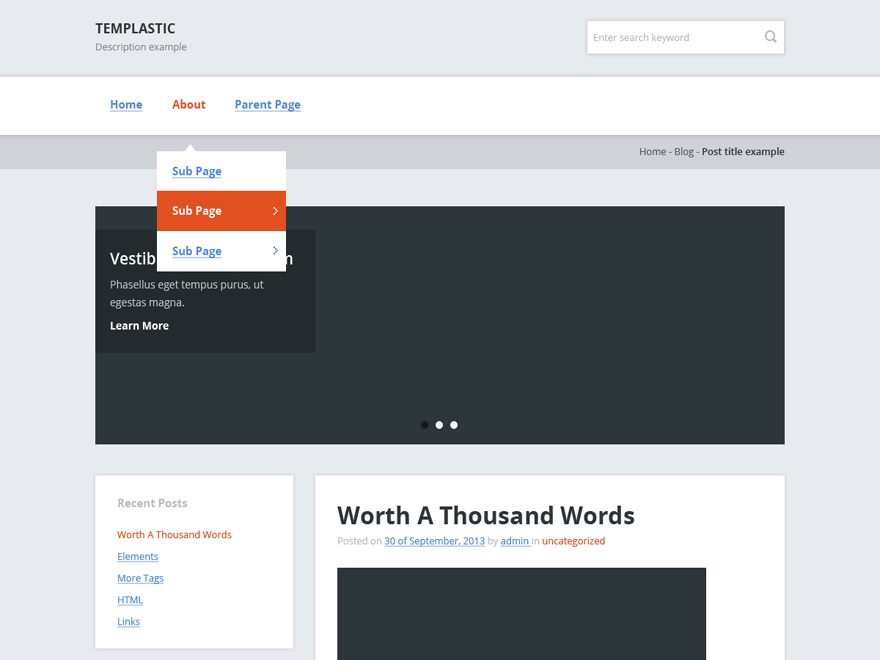 TEMPLASTIC
Description example
Enter search keyword
Home About Parent Page
Home - Blog - Post title example
Sub Page
Sub Page
Sub Page
Phasellus eget tempus purus, ut
egestas magna.
Learn More
Recent Posts
Worth A Thousand Words
Elements
More Tags
HTML
Links
Worth A Thousand Words
Posted on 30 of September, 2013 by admin in uncategorized